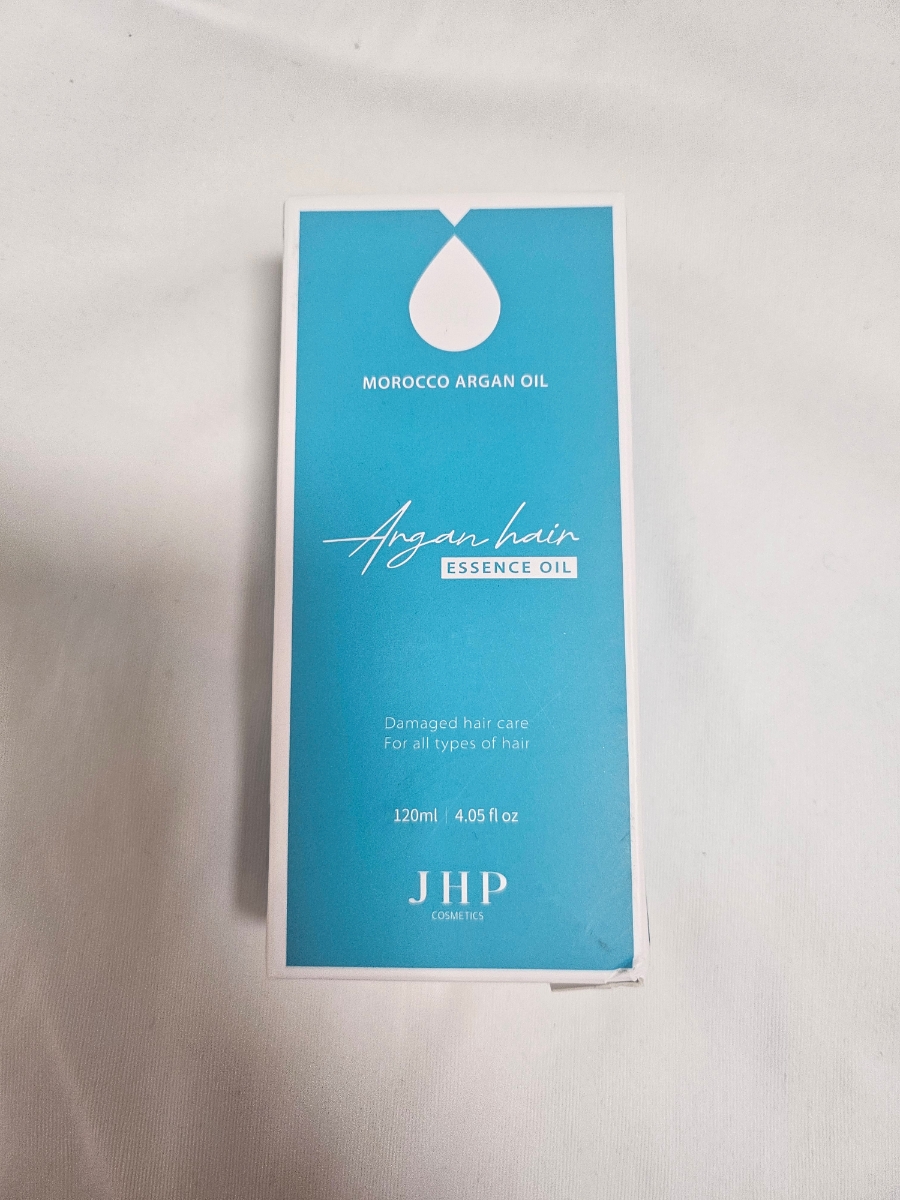 MOROCCO ARGAN OIL
Argan hair
ESSENCE OIL
Damaged hair care
For all types of hair
120ml | 4.05 fl oz
JHP
COSMETICS